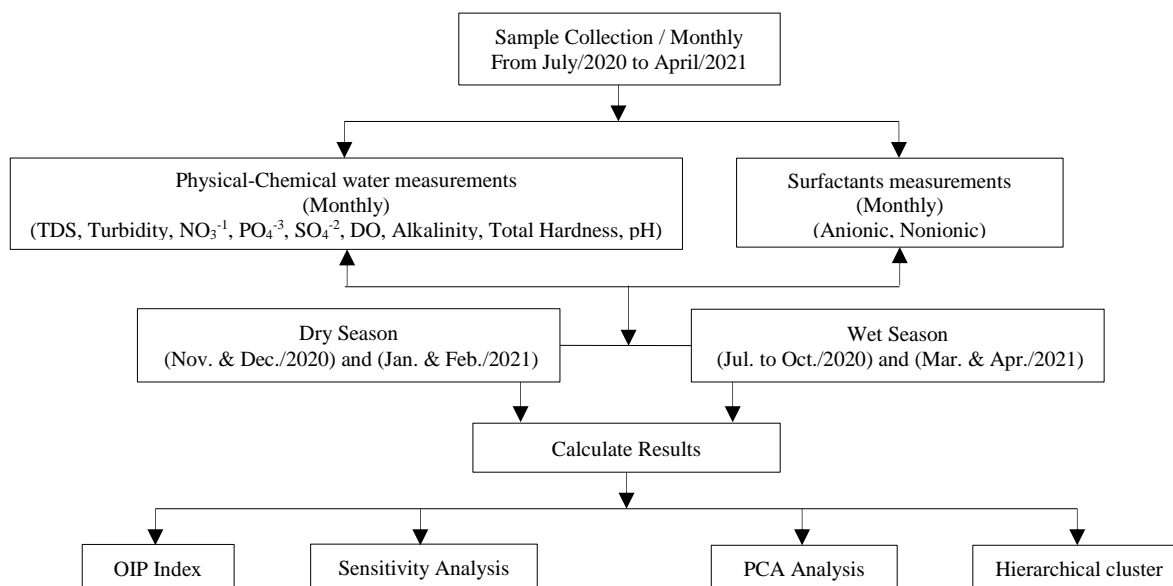 Sample Collection / Monthly
From July/2020 to April/2021
Physical-Chemical water measurements
(Monthly)
(TDS, Turbidity, NO₃⁻¹, PO₄⁻³, SO₄⁻², DO, Alkalinity, Total Hardness, pH)
Surfactants measurements
(Monthly)
(Anionic, Nonionic)
Dry Season
(Nov. & Dec./2020) and (Jan. & Feb./2021)
Wet Season
(Jul. to Oct./2020) and (Mar. & Apr./2021)
Calculate Results
OIP Index
Sensitivity Analysis
PCA Analysis
Hierarchical cluster